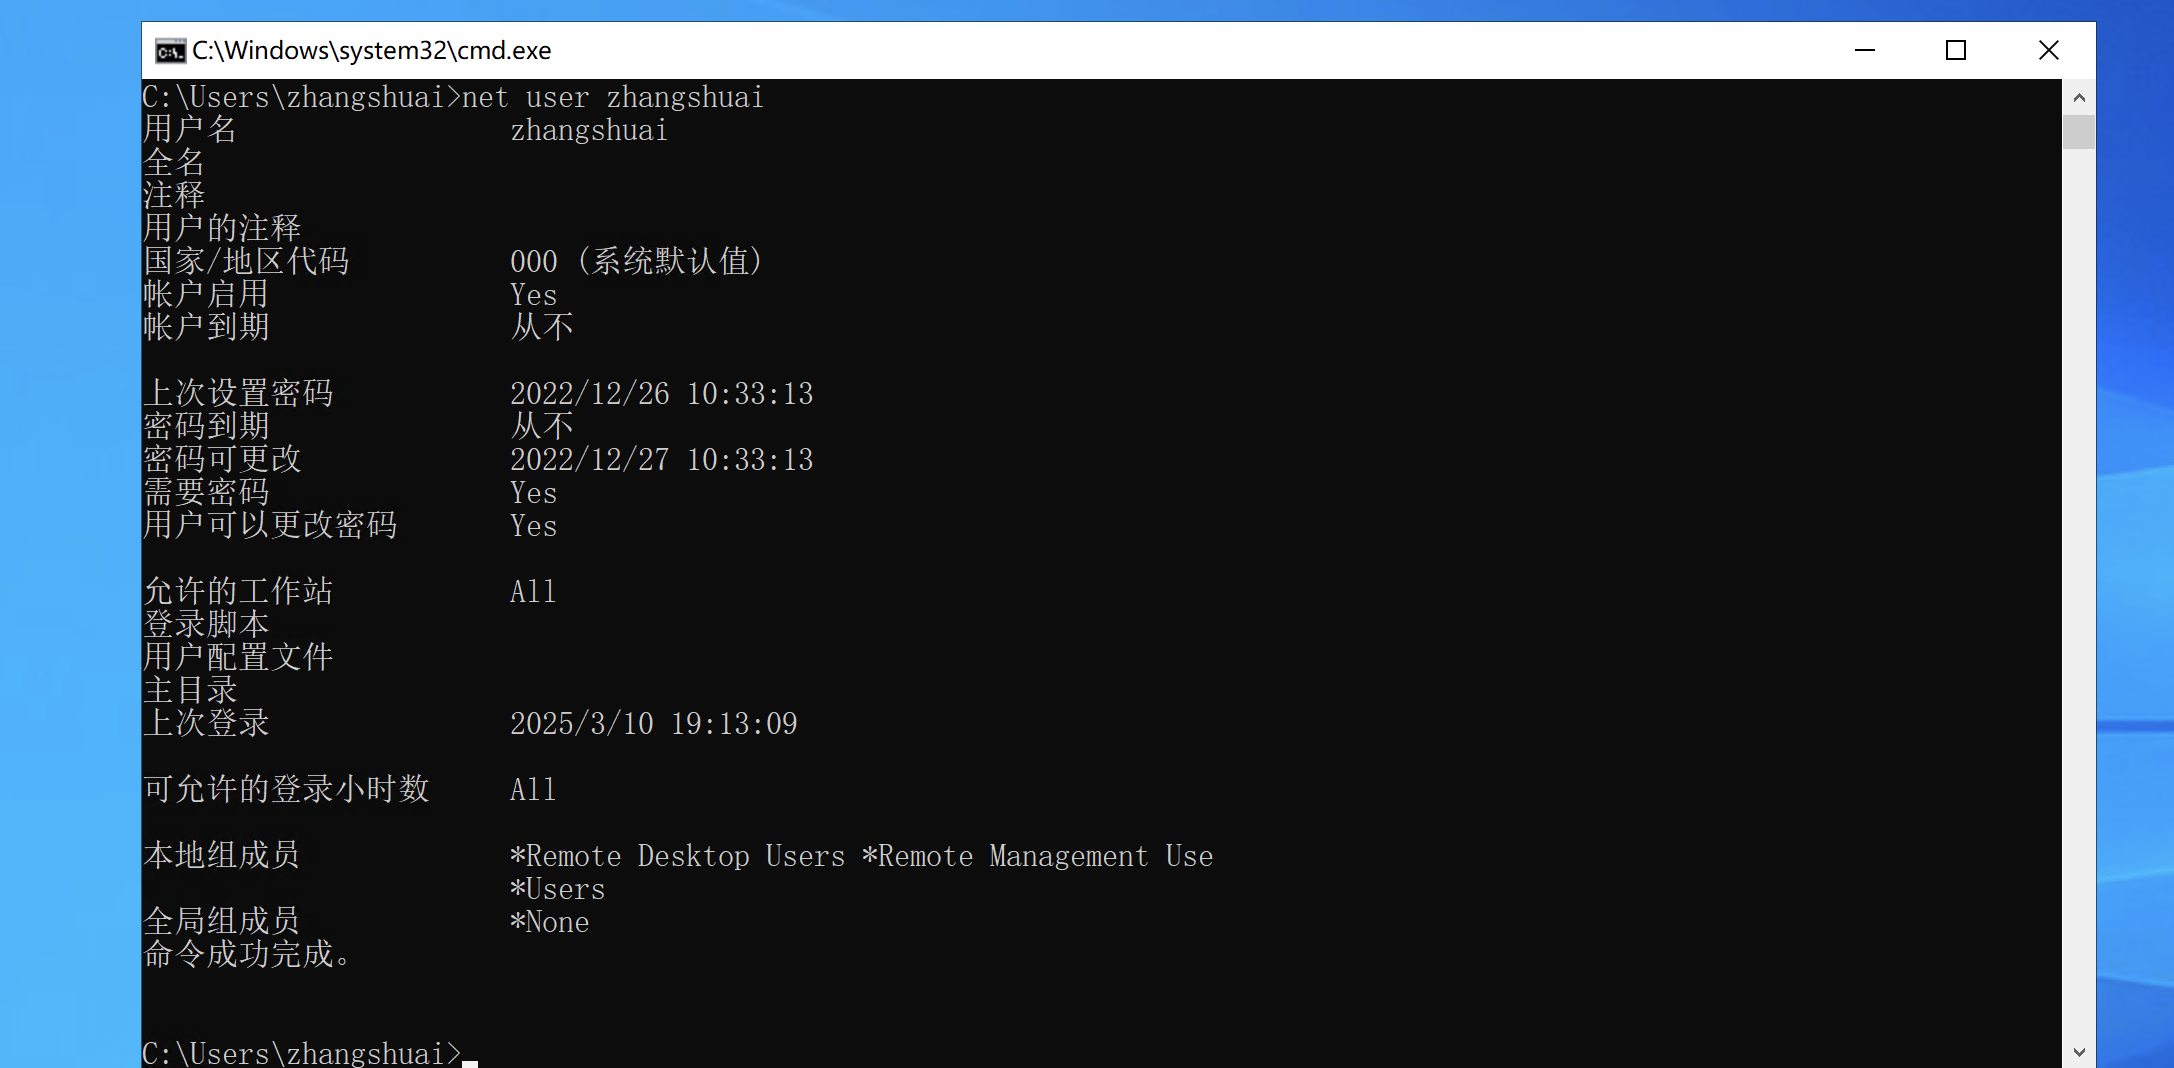 C:\Windows\system32\cmd.exe
C:\Users\zhangshuai>net user zhangshuai
用户名 zhangshuai
全名
注释
用户的注释
国家/地区代码 000 (系统默认值)
帐户启用 Yes
帐户到期 从不
上次设置密码 2022/12/26 10:33:13
密码到期 从不
密码可更改 2022/12/27 10:33:13
需要密码 Yes
用户可以更改密码 Yes
允许的工作站 All
登录脚本
用户配置文件
主目录
上次登录 2025/3/10 19:13:09
可允许的登录小时数 All
本地组成员 *Remote Desktop Users *Remote Management Use
*Users
全局组成员 *None
命令成功完成。
C:\Users\zhangshuai>